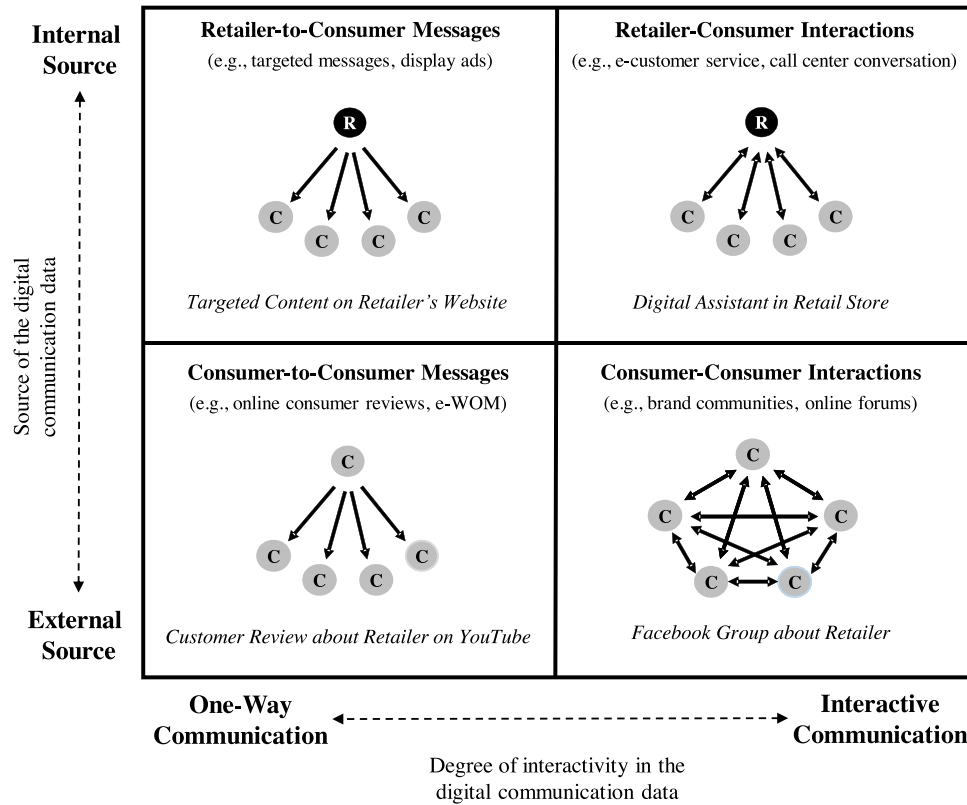 Internal
Source
Source of the digital
communication data
External
Source
Retailer-to-Consumer Messages
(e.g., targeted messages, display ads)
R
C
C
C
C
Targeted Content on Retailer's Website
Retailer-Consumer Interactions
(e.g., e-customer service, call center conversation)
R
C
C
C
C
Digital Assistant in Retail Store
Consumer-to-Consumer Messages
(e.g., online consumer reviews, e-WOM)
C
C
C
C
C
Customer Review about Retailer on YouTube
Consumer-Consumer Interactions
(e.g., brand communities, online forums)
C
C
C
C
C
Facebook Group about Retailer
One-Way
Communication
Interactive
Communication
Degree of interactivity in the
digital communication data